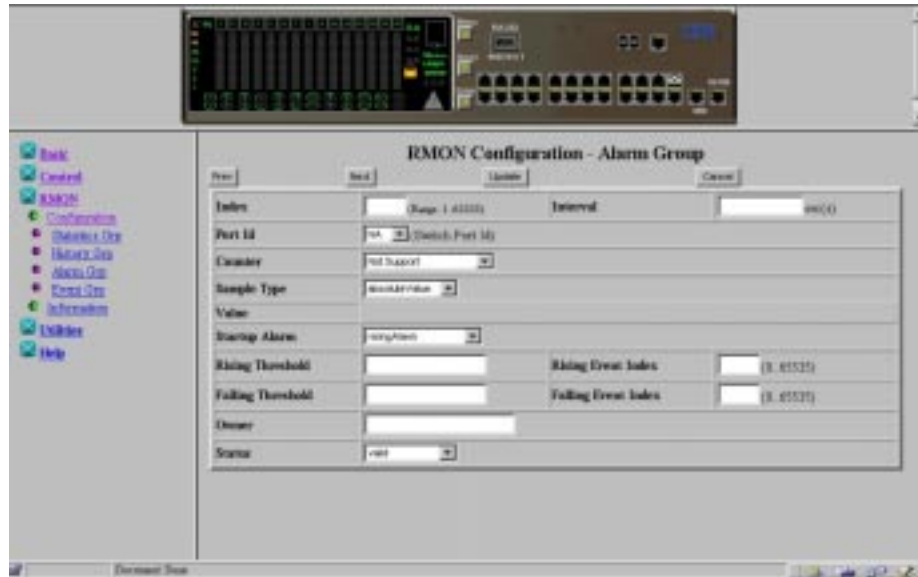 RMON Configuration - Alarm Group
Prev Next Update Cancel
Index (Range: 1..65535) Interval sec(s)
Port Id NA (Switch Port Id)
Counter Not Support
Sample Type absoluteValue
Value
Startup Alarm risingAlarm
Rising Threshold Rising Event Index (0..65535)
Falling Threshold Falling Event Index (0..65535)
Owner
Status valid
Basic
Control
RMON
Configuration
Statistics Grp
History Grp
Alarm Grp
Event Grp
Information
Utilities
Help
Document: Done